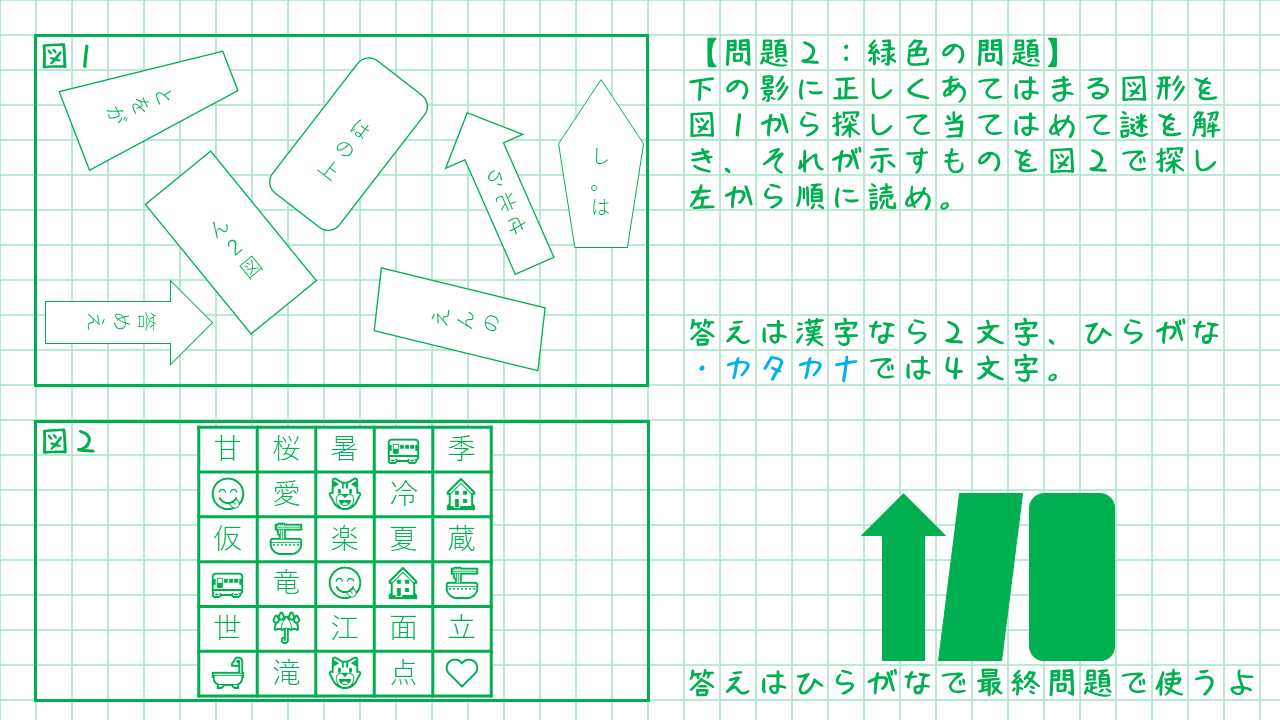 図1
とをが
はの上
ひ
せ
し。は
ん2図
答めえ
えんの
【問題2：緑色の問題】
下の影に正しくあてはまる図形を
図1から探して当てはめて謎を解
き、それが示すものを図2で探し
左から順に読め。
答えは漢字なら2文字、ひらがな
・カタカナでは4文字。
図2
甘 桜 暑 季
愛 冷
仮 楽 夏 蔵
竜
世 江 面 立
滝 点
答えはひらがなで最終問題で使うよ